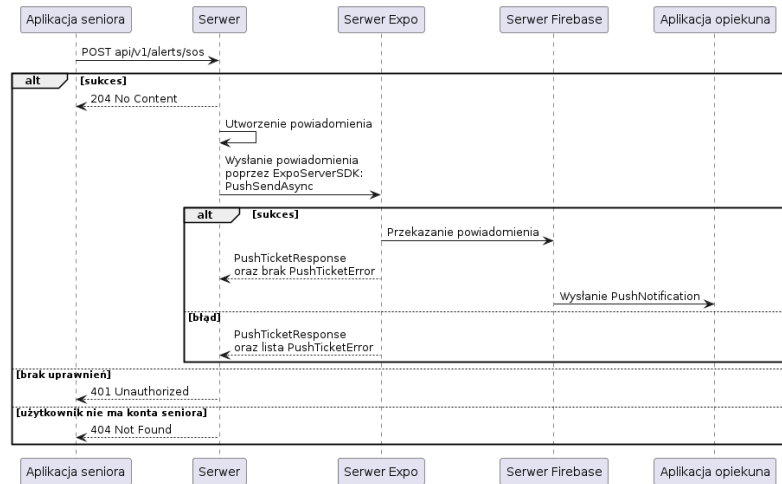 Aplikacja seniora
Serwer
Serwer Expo
Serwer Firebase
Aplikacja opiekuna
POST api/v1/alerts/sos
alt
[sukces]
204 No Content
Utworzenie powiadomienia
Wysłanie powiadomienia
poprzez ExpoServerSDK:
PushSendAsync
alt
[sukces]
Przekazanie powiadomienia
PushTicketResponse
oraz brak PushTicketError
Wysłanie PushNotification
[błąd]
PushTicketResponse
oraz lista PushTicketError
[brak uprawnień]
401 Unauthorized
[użytkownik nie ma konta seniora]
404 Not Found
Aplikacja seniora
Serwer
Serwer Expo
Serwer Firebase
Aplikacja opiekuna